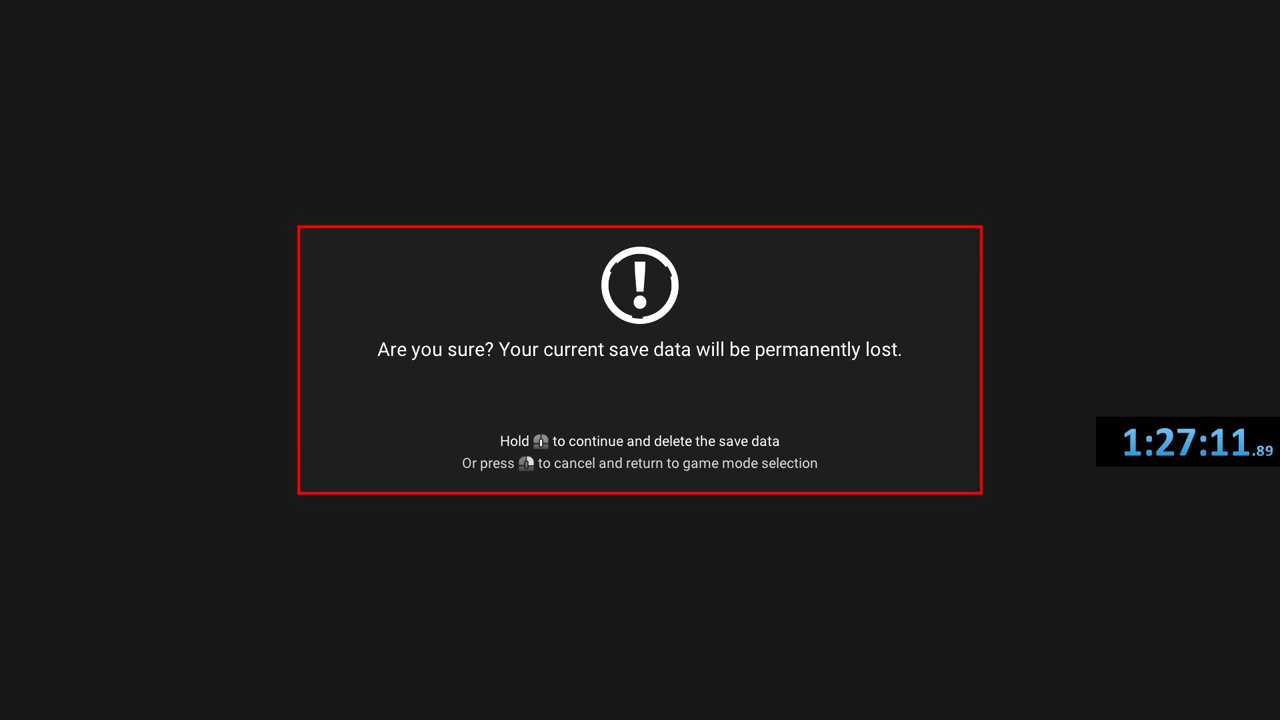 Are you sure? Your current save data will be permanently lost.
Hold to continue and delete the save data
Or press to cancel and return to game mode selection
1:27:11.89